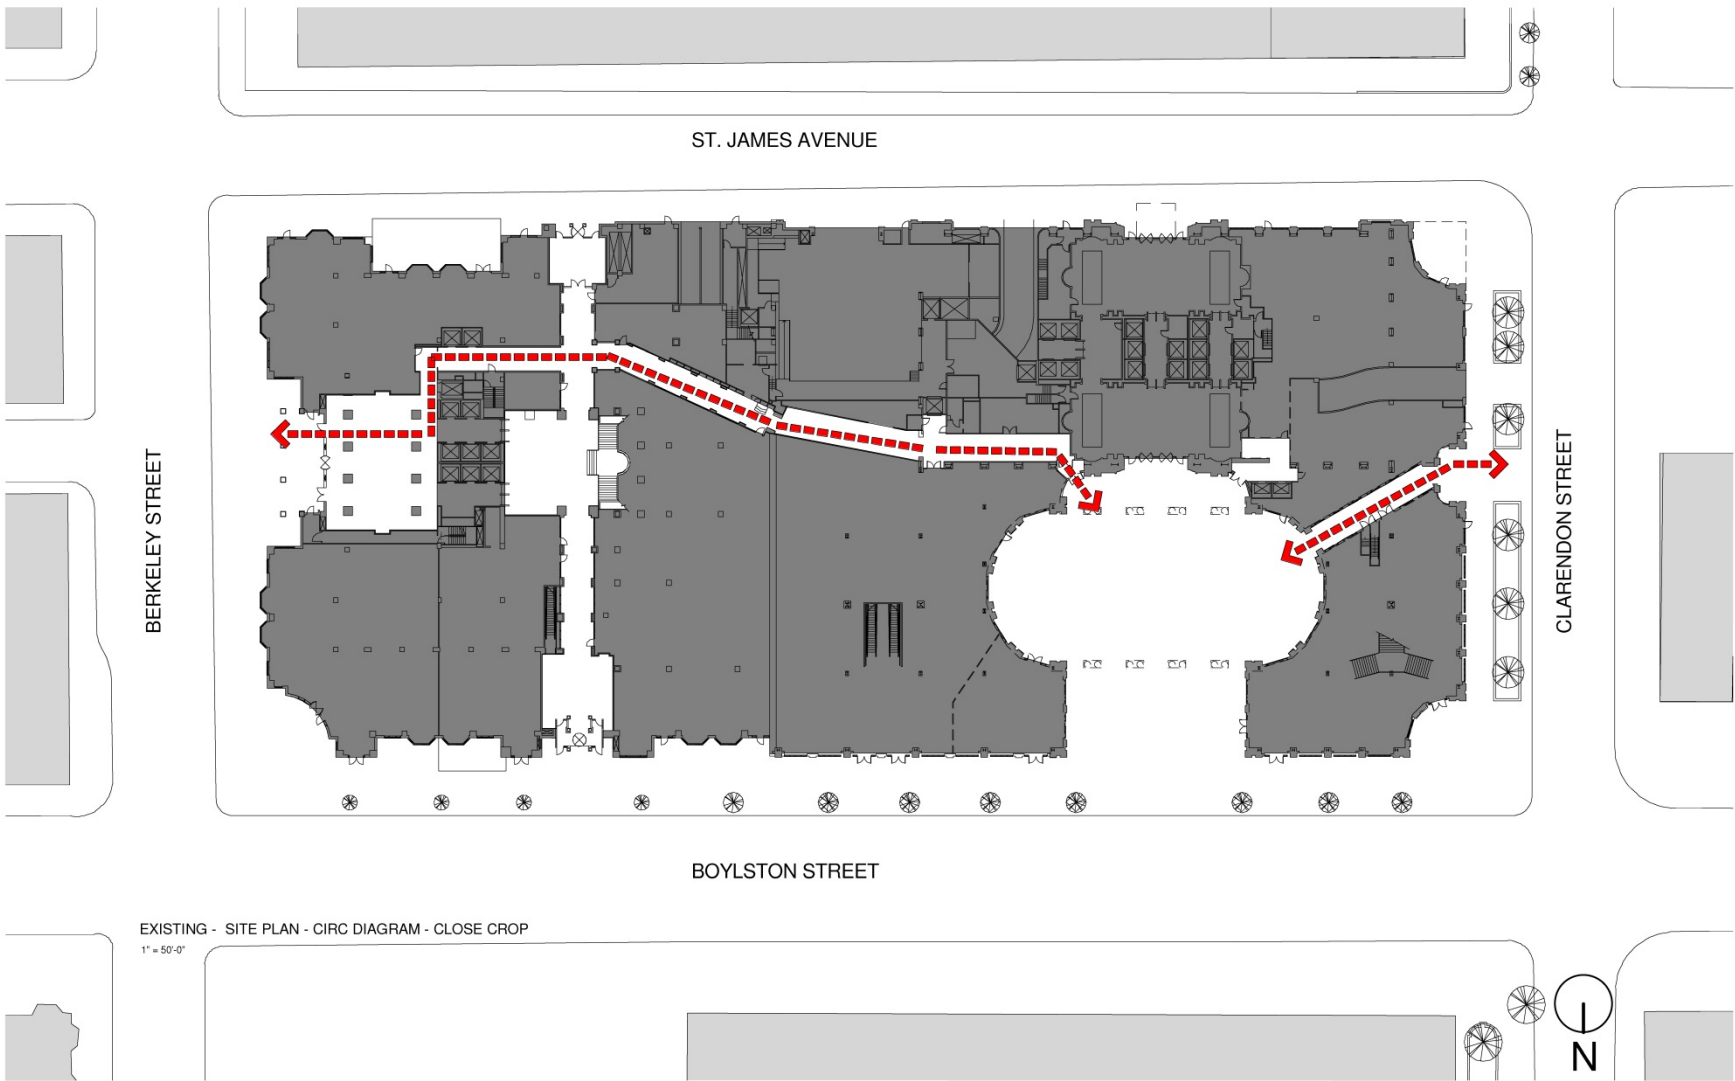 ST. JAMES AVENUE
BERKELEY STREET
CLARENDON STREET
BOYLSTON STREET
EXISTING - SITE PLAN - CIRC DIAGRAM - CLOSE CROP
1" = 50'-0"
N